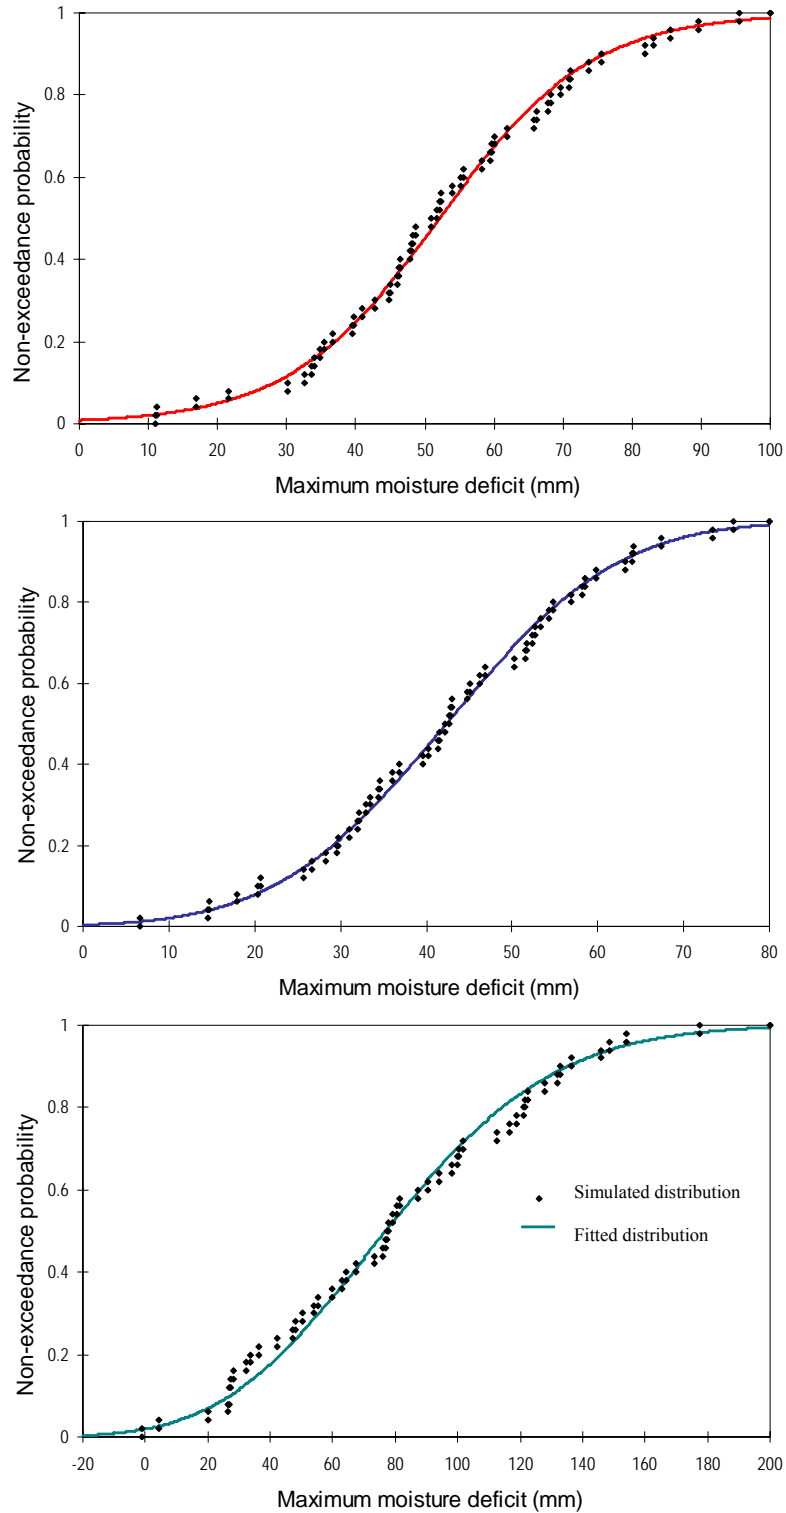 Non-exceedance probability
1
0.8
0.6
0.4
0.2
0
0 10 20 30 40 50 60 70 80 90 100
Maximum moisture deficit (mm)
Non-exceedance probability
1
0.8
0.6
0.4
0.2
0
0 10 20 30 40 50 60 70 80
Maximum moisture deficit (mm)
Non-exceedance probability
1
0.8
0.6
0.4
0.2
0
Simulated distribution
Fitted distribution
-20 0 20 40 60 80 100 120 140 160 180 200
Maximum moisture deficit (mm)